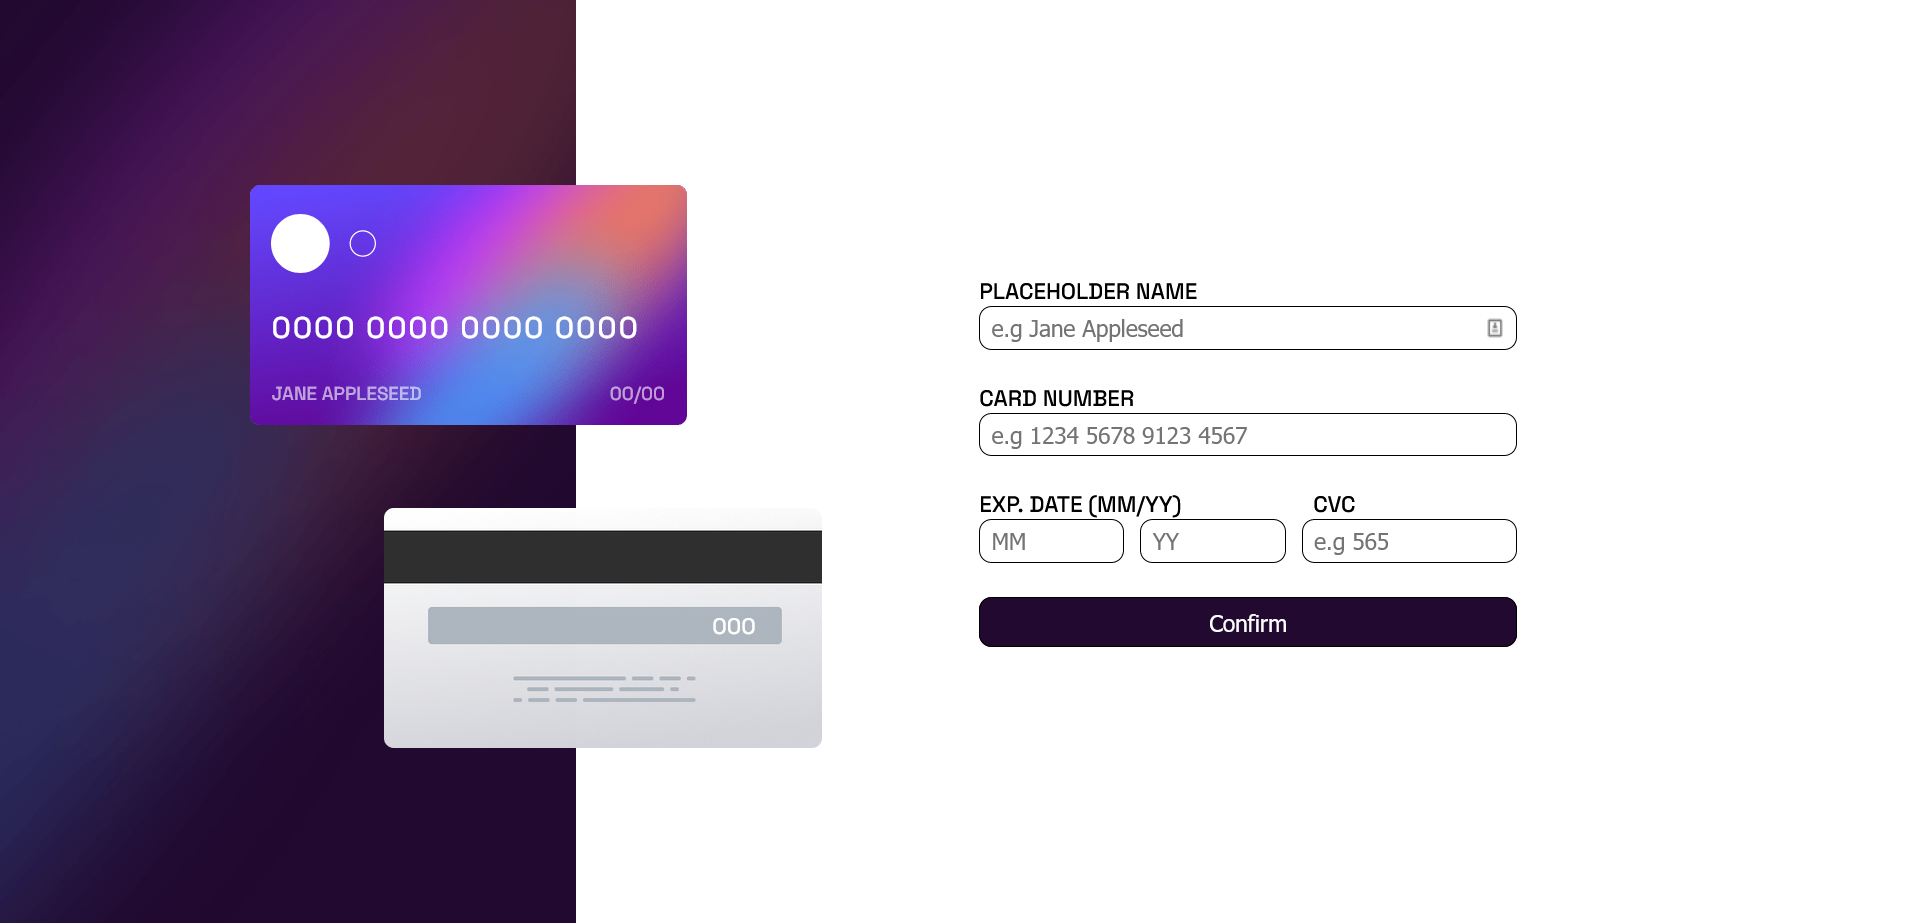 0000 0000 0000 0000
JANE APPLESEED 00/00
000
PLACEHOLDER NAME
e.g Jane Appleseed
CARD NUMBER
e.g 1234 5678 9123 4567
EXP. DATE (MM/YY) CVC
MM YY e.g 565
Confirm